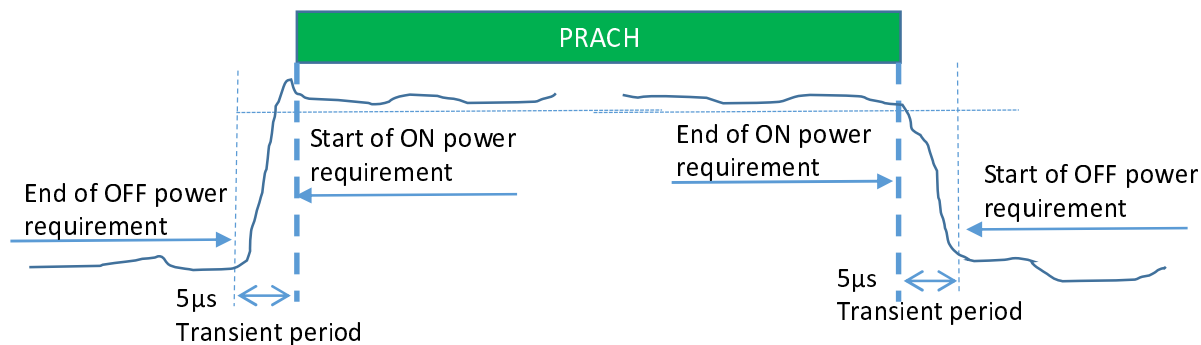 PRACH
Start of ON power
requirement
End of ON power
requirement
End of OFF power
requirement
Start of OFF power
requirement
5µs
Transient period
5µs
Transient period